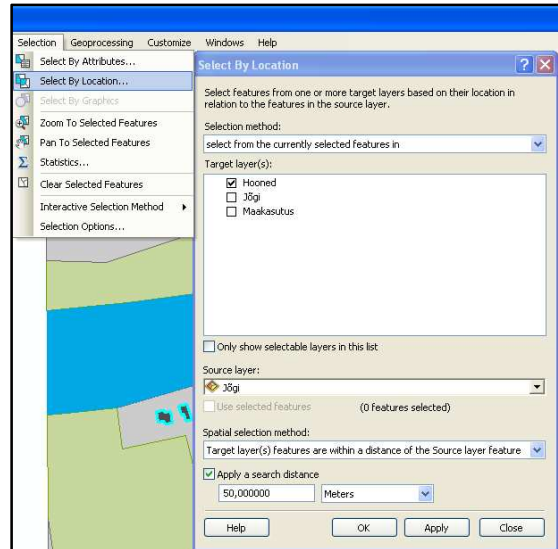 Selection Geoprocessing Customize Windows Help
Select By Attributes...
Select By Location...
Select By Graphics
Zoom To Selected Features
Pan To Selected Features
Σ Statistics...
Clear Selected Features
Interactive Selection Method
Selection Options...
Select By Location
Select features from one or more target layers based on their location in
relation to the features in the source layer.
Selection method:
select from the currently selected features in
Target layer(s):
Hooned
Jõgi
Maakasutus
Only show selectable layers in this list
Source layer:
Jõgi
Use selected features (0 features selected)
Spatial selection method:
Target layer(s) features are within a distance of the Source layer feature
Apply a search distance
50,000000 Meters
Help OK Apply Close